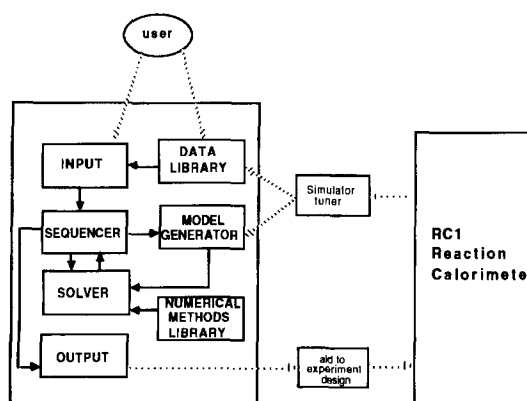 user
INPUT
DATA
LIBRARY
Simulator
tuner
SEQUENCER
MODEL
GENERATOR
RC1
Reaction
Calorimete
SOLVER
NUMERICAL
METHODS
LIBRARY
OUTPUT
aid to
experiment
design